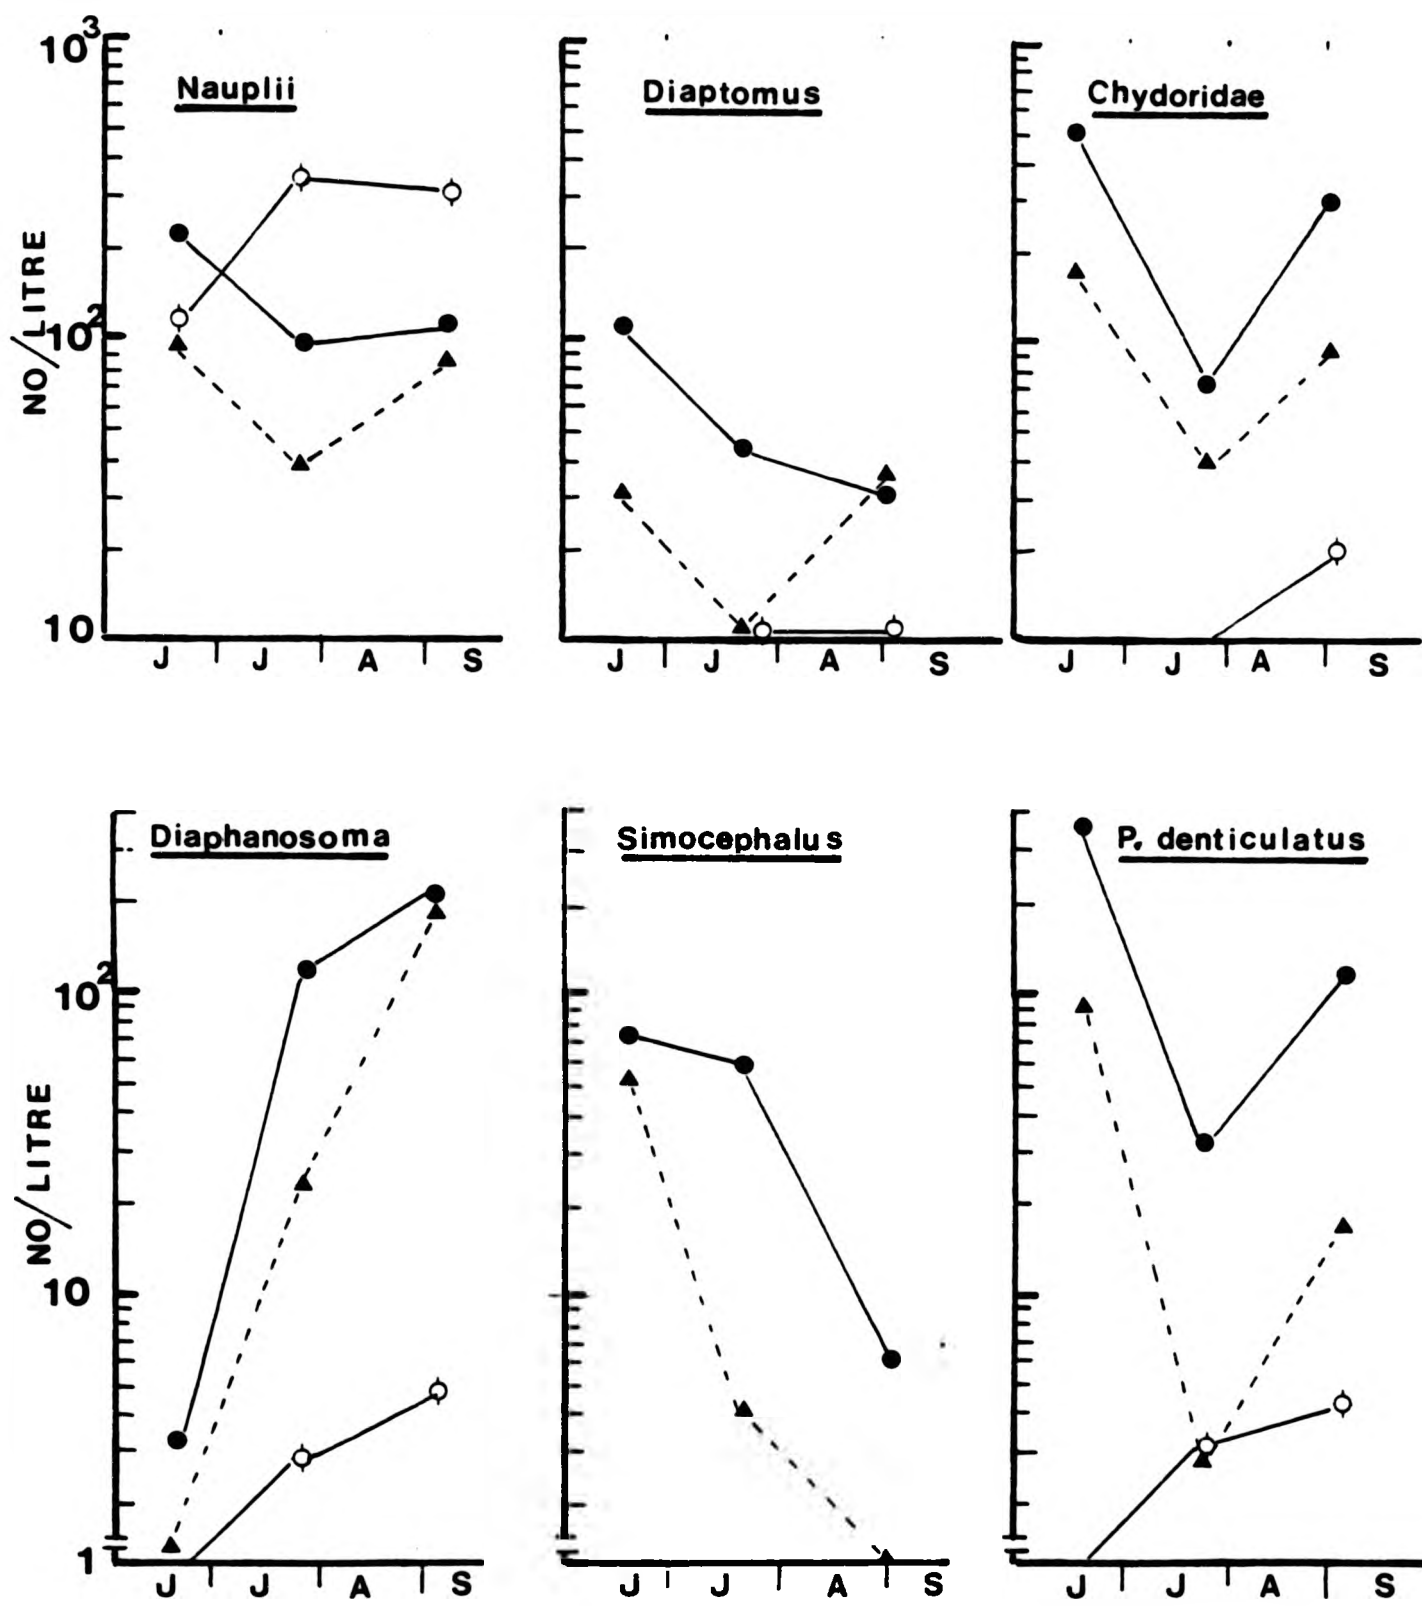 10³
Nauplii
Diaptomus
Chydoridae
NO/LITRE
10²
10
J J A S
J J A S
J J A S
Diaphanosoma
Simocephalus
P. denticulatus
10²
NO/LITRE
10
1
J J A S
J J A S
J J A S